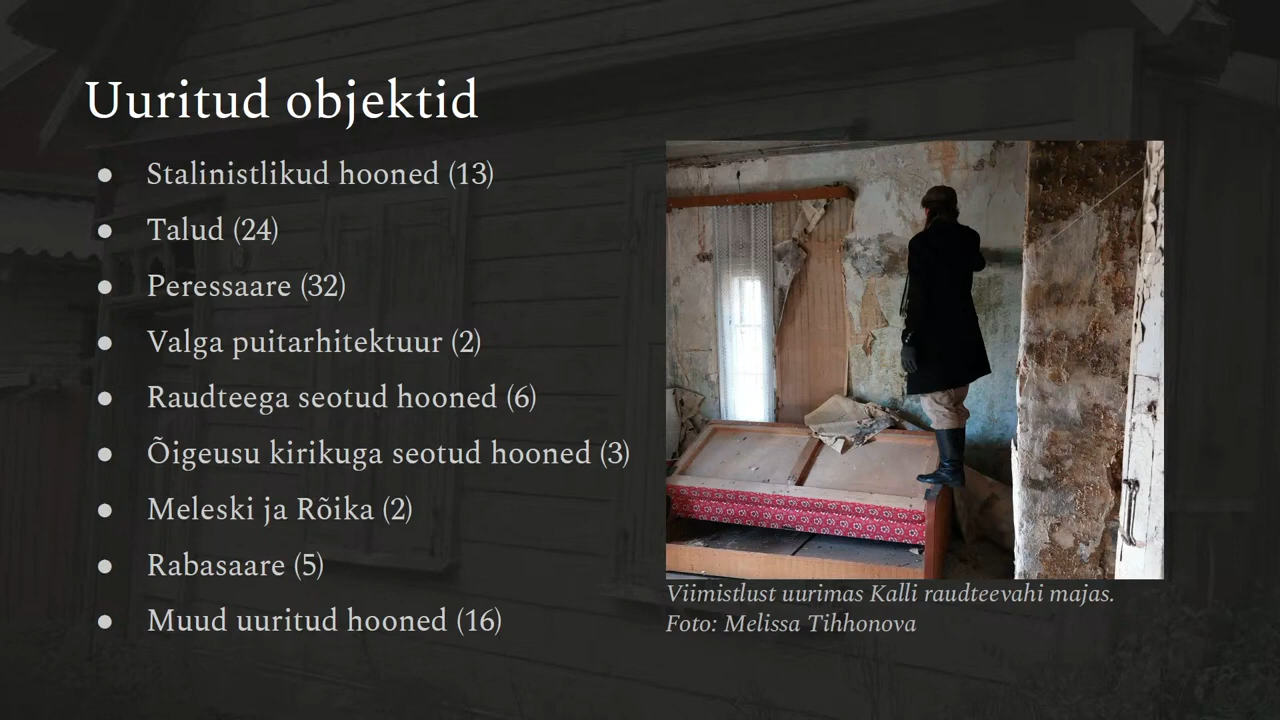 Uuritud objektid
● Stalinistlikud hooned (13)
● Talud (24)
● Peressaare (32)
● Valga puitarhitektuur (2)
● Raudteega seotud hooned (6)
● Õigeusu kirikuga seotud hooned (3)
● Meleski ja Rõika (2)
● Rabasaare (5)
● Muud uuritud hooned (16)
Viimistlust uurimas Kalli raudteevahi majas.
Foto: Melissa Tihhonova